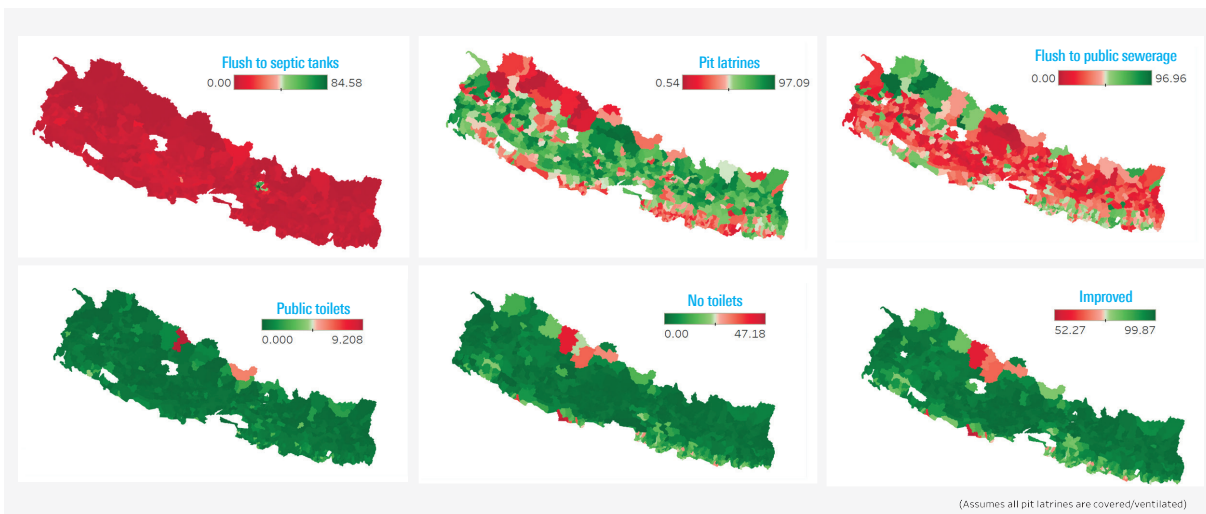 Flush to septic tanks
0.00 84.58
Pit latrines
0.54 97.09
Flush to public sewerage
0.00 96.96
Public toilets
0.000 9.208
No toilets
0.00 47.18
Improved
52.27 99.87
(Assumes all pit latrines are covered/ventilated)